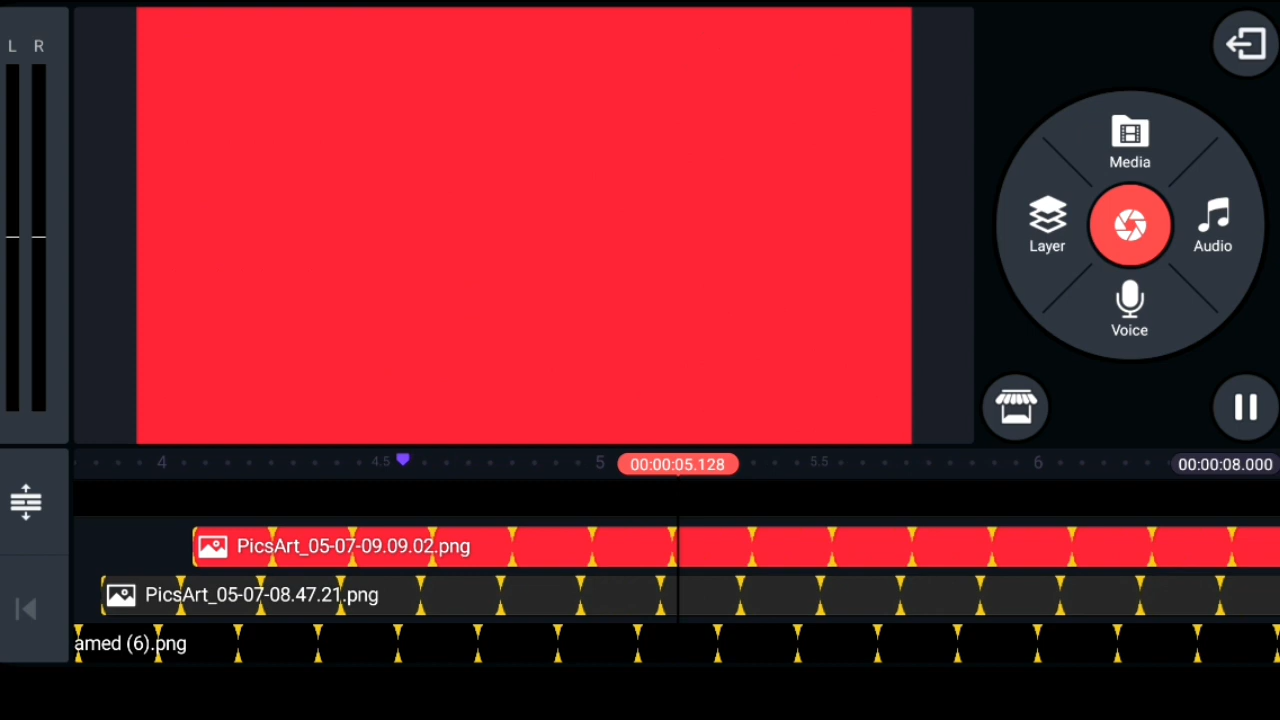 L R
Media
Layer
Audio
Voice
4 4.5 5 00:00:05.128 5.5 6 00:00:08.000
PicsArt_05-07-09.09.02.png
PicsArt_05-07-08.47.21.png
amed (6).png